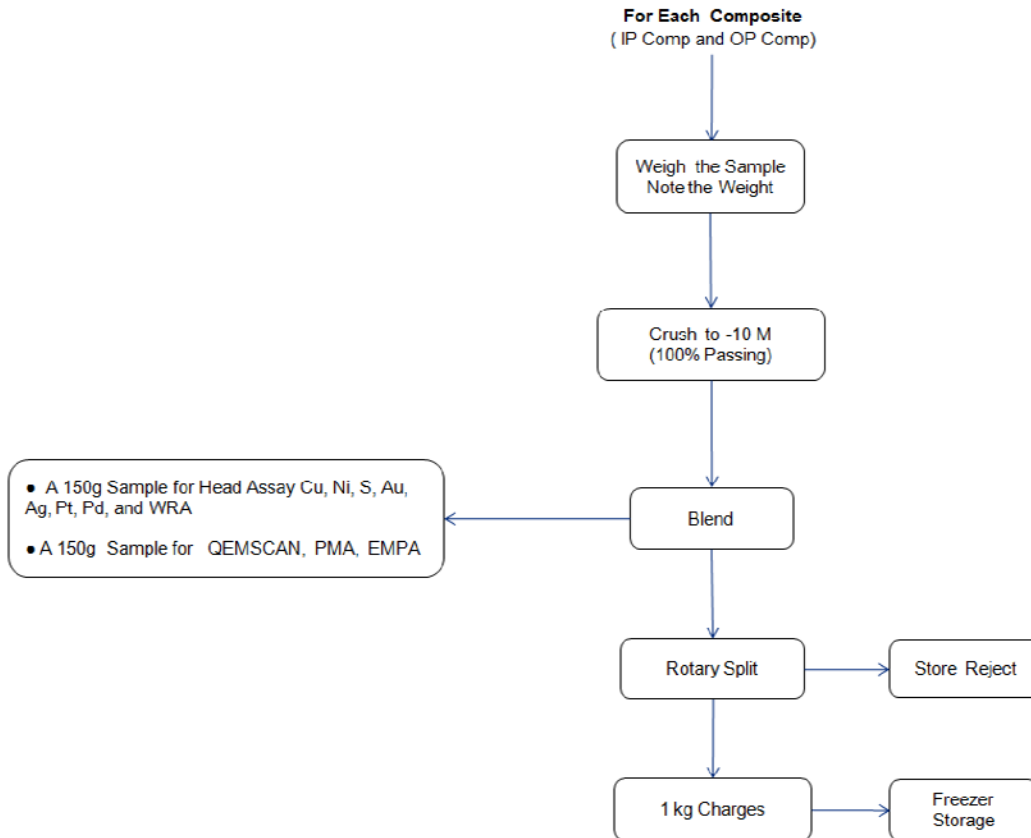 For Each Composite
( IP Comp and OP Comp)
Weigh the Sample
Note the Weight
Crush to -10 M
(100% Passing)
● A 150g Sample for Head Assay Cu, Ni, S, Au,
Ag, Pt, Pd, and WRA
● A 150g Sample for QEMSCAN, PMA, EMPA
Blend
Rotary Split
Store Reject
1 kg Charges
Freezer
Storage